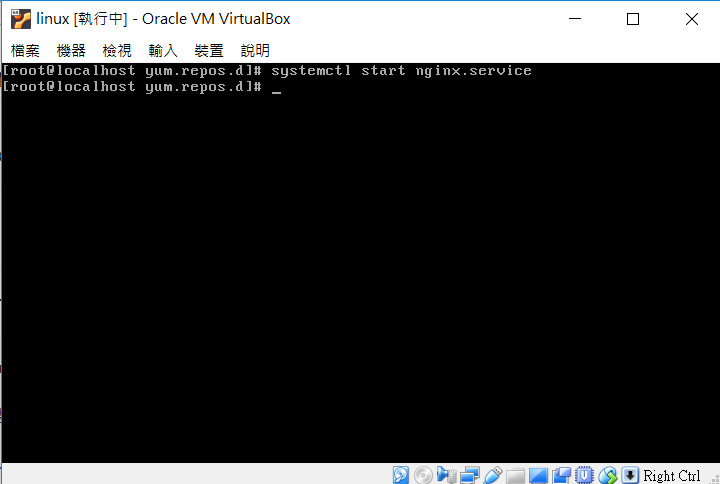 linux [執行中] - Oracle VM VirtualBox
檔案 機器 檢視 輸入 裝置 說明
[root@localhost yum.repos.d]# systemctl start nginx.service
[root@localhost yum.repos.d]# _
Right Ctrl